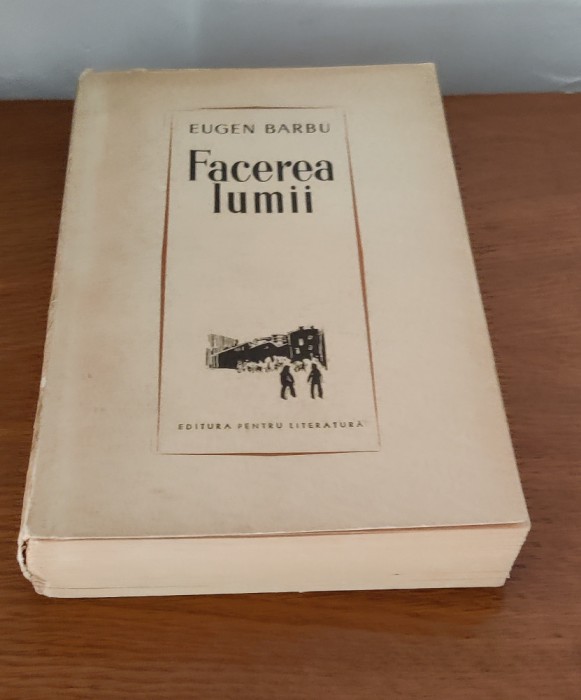 EUGEN BARBU
Facerea
lumii
EDITURA PENTRU LITERATURĂ